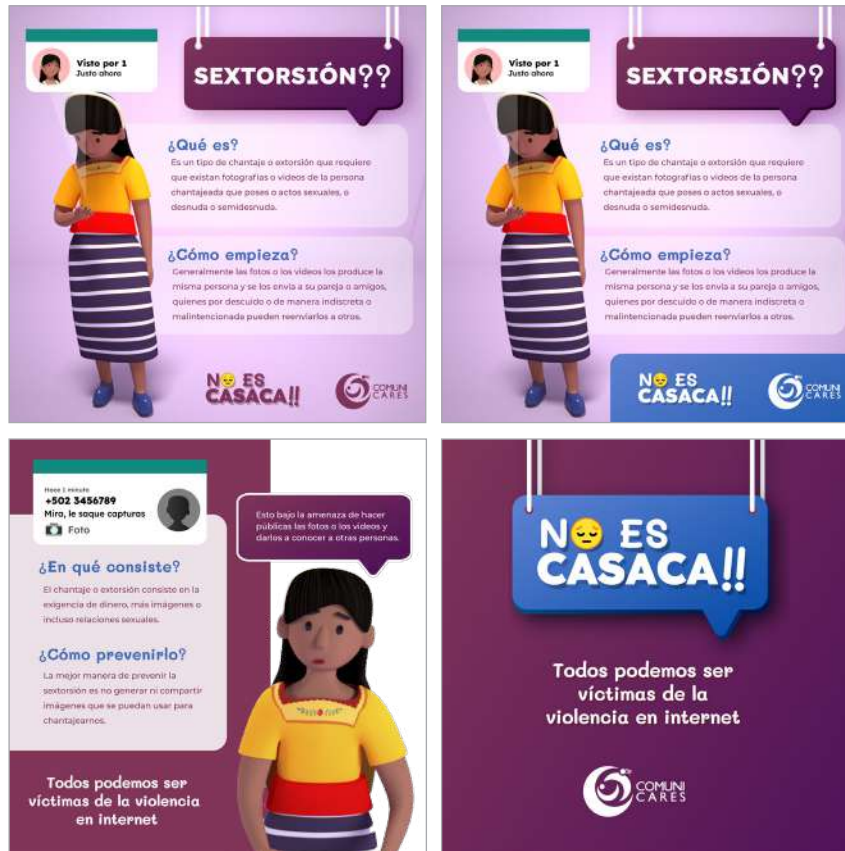 Visto por 1
Justo ahora
SEXTORSIÓN??
¿Qué es?
Es un tipo de chantaje o extorsión que requiere
que existan fotografías o videos de la persona
chantajeada que poses o actos sexuales, o
desnuda o semidesnuda.
¿Cómo empieza?
Generalmente las fotos o los videos los produce la
misma persona y se los envía a su pareja o amigos,
quienes por descuido o de manera indiscreta o
malintencionada pueden reenviarlos a otros.
NO ES
CASACA!!
COMUNI
CARES
Visto por 1
Justo ahora
SEXTORSIÓN??
¿Qué es?
Es un tipo de chantaje o extorsión que requiere
que existan fotografías o videos de la persona
chantajeada que poses o actos sexuales, o
desnuda o semidesnuda.
¿Cómo empieza?
Generalmente las fotos o los videos los produce la
misma persona y se los envía a su pareja o amigos,
quienes por descuido o de manera indiscreta o
malintencionada pueden reenviarlos a otros.
NO ES
CASACA!!
COMUNI
CARES
Hace 1 minuto
+502 3456789
Mira, le saque capturas
Foto
Esto bajo la amenaza de hacer
públicas las fotos o los videos y
darlos a conocer a otras personas.
¿En qué consiste?
El chantaje o extorsión consiste en la
exigencia de dinero, más imágenes o
incluso relaciones sexuales.
¿Cómo prevenirlo?
La mejor manera de prevenir la
sextorsión es no generar ni compartir
imágenes que se puedan usar para
chantajearnos.
Todos podemos ser
víctimas de la violencia
en internet
NO ES
CASACA!!
Todos podemos ser
víctimas de la
violencia en internet
COMUNI
CARES